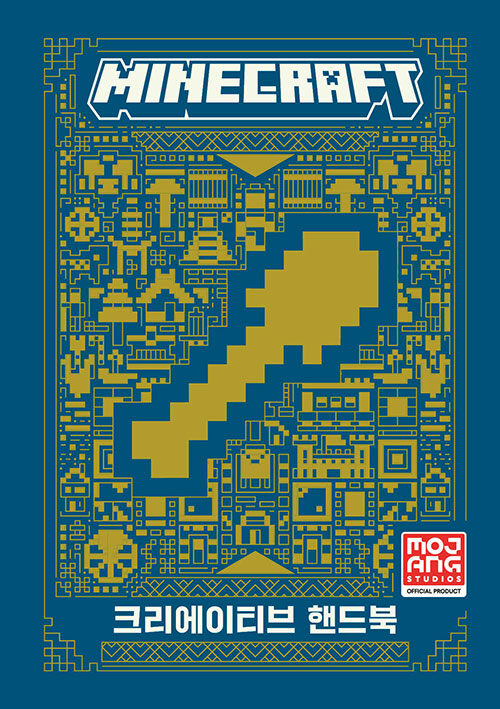 MINECRAFT
MOJ
ANG
STUDIOS
OFFICIAL PRODUCT
크리에이티브 핸드북